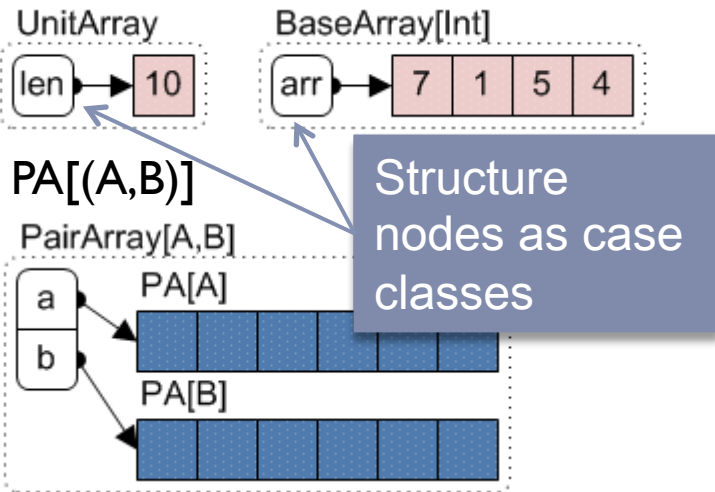 UnitArray
BaseArray[Int]
len
10
arr
7 1 5 4
PA[(A,B)]
Structure
nodes as case
classes
PairArray[A,B]
a
PA[A]
b
PA[B]